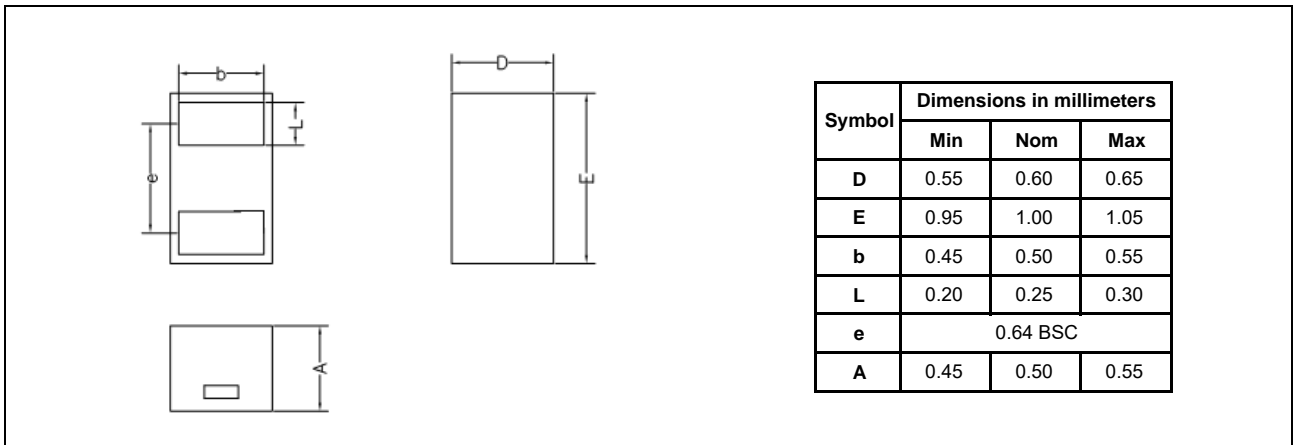 b
L
e
D
E
A
Symbol Dimensions in millimeters
Min Nom Max
D 0.55 0.60 0.65
E 0.95 1.00 1.05
b 0.45 0.50 0.55
L 0.20 0.25 0.30
e 0.64 BSC
A 0.45 0.50 0.55